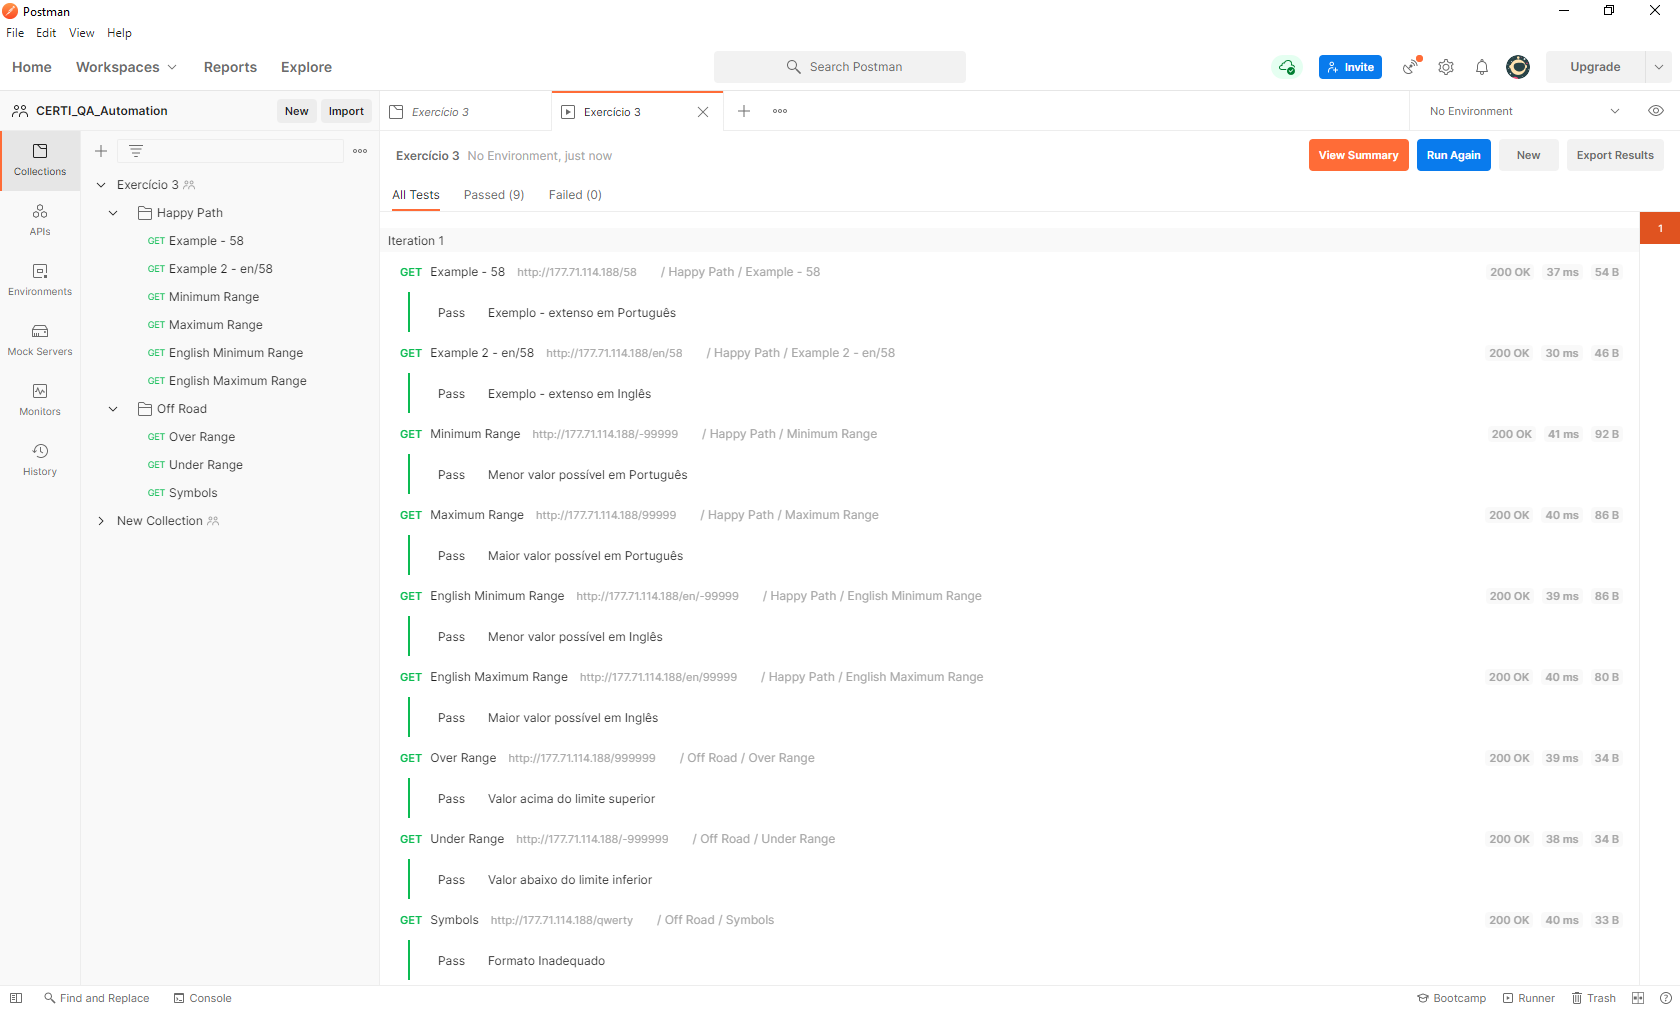 Postman
File Edit View Help
Home Workspaces Reports Explore
Search Postman
Invite
Upgrade
CERTI_QA_Automation
New Import
Exercício 3
Exercício 3
No Environment
Collections
APIs
Environments
Mock Servers
Monitors
History
Exercício 3
Happy Path
GET Example - 58
GET Example 2 - en/58
GET Minimum Range
GET Maximum Range
GET English Minimum Range
GET English Maximum Range
Off Road
GET Over Range
GET Under Range
GET Symbols
New Collection
Exercício 3 No Environment, just now
View Summary Run Again New Export Results
All Tests Passed (9) Failed (0)
1
Iteration 1
GET Example - 58 http://177.71.114.188/58 / Happy Path / Example - 58 200 OK 37 ms 54 B
Pass Exemplo - extenso em Português
GET Example 2 - en/58 http://177.71.114.188/en/58 / Happy Path / Example 2 - en/58 200 OK 30 ms 46 B
Pass Exemplo - extenso em Inglês
GET Minimum Range http://177.71.114.188/-99999 / Happy Path / Minimum Range 200 OK 41 ms 92 B
Pass Menor valor possível em Português
GET Maximum Range http://177.71.114.188/99999 / Happy Path / Maximum Range 200 OK 40 ms 86 B
Pass Maior valor possível em Português
GET English Minimum Range http://177.71.114.188/en/-99999 / Happy Path / English Minimum Range 200 OK 39 ms 86 B
Pass Menor valor possível em Inglês
GET English Maximum Range http://177.71.114.188/en/99999 / Happy Path / English Maximum Range 200 OK 40 ms 80 B
Pass Maior valor possível em Inglês
GET Over Range http://177.71.114.188/999999 / Off Road / Over Range 200 OK 39 ms 34 B
Pass Valor acima do limite superior
GET Under Range http://177.71.114.188/-999999 / Off Road / Under Range 200 OK 38 ms 34 B
Pass Valor abaixo do limite inferior
GET Symbols http://177.71.114.188/qwerty / Off Road / Symbols 200 OK 40 ms 33 B
Pass Formato Inadequado
Find and Replace Console
Bootcamp Runner Trash